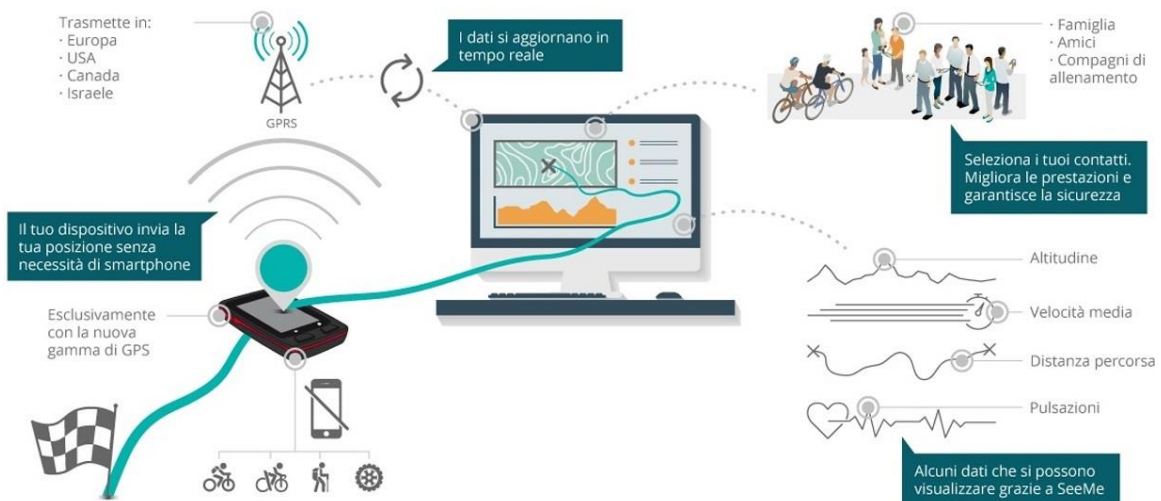 Trasmette in:
· Europa
· USA
· Canada
· Israele
GPRS
I dati si aggiornano in
tempo reale
· Famiglia
· Amici
· Compagni di
allenamento
Seleziona i tuoi contatti.
Migliora le prestazioni e
garantisce la sicurezza
Il tuo dispositivo invia la
tua posizione senza
necessità di smartphone
Esclusivamente
con la nuova
gamma di GPS
Altitudine
Velocità media
Distanza percorsa
Pulsazioni
Alcuni dati che si possono
visualizzare grazie a SeeMe